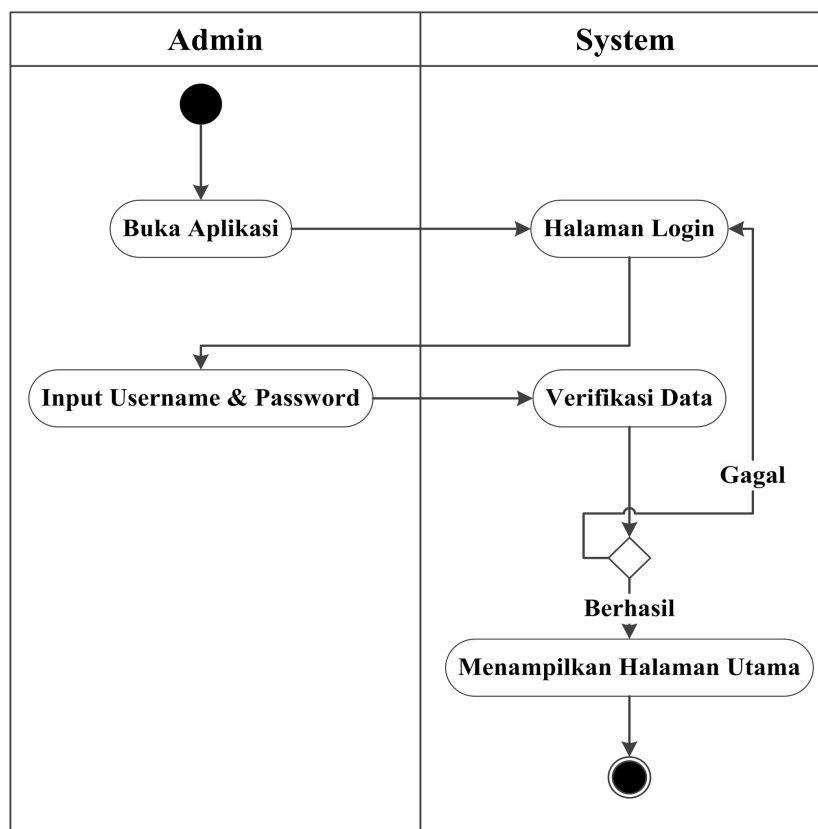 Admin
System
Buka Aplikasi
Halaman Login
Input Username & Password
Verifikasi Data
Gagal
Berhasil
Menampilkan Halaman Utama